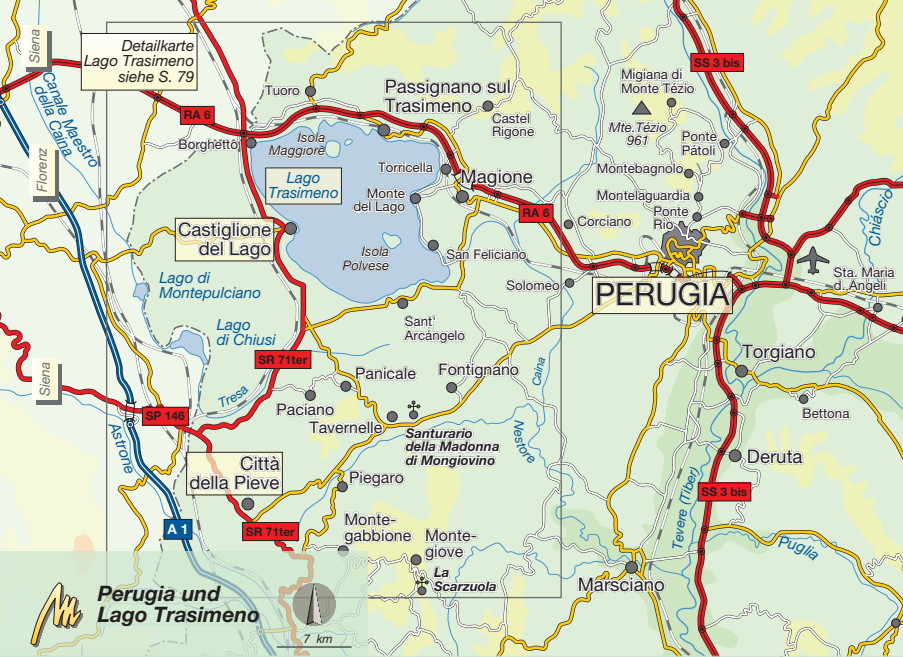 Siena
Detailkarte
Lago Trasimeno
siehe S. 79
SS 3 bis
Canale Maestro
della Caina
Tuoro
Passignano sul
Trasimeno
Migiana di
Monte Tézio
RA 6
Castel
Rigone
Mte.Tézio
961
Isola
Maggiore
Borghetto
Ponte
Pátoli
Florenz
Lago
Trasimeno
Torricella
Magione
Montebagnolo
Monte
del Lago
Montelaguardia
RA 6
Corciano
Ponte
Rio
Chiascio
Castiglione
del Lago
Isola
Polvese
San Feliciano
Lago di
Montepulciano
Solomeo
PERUGIA
Sta. Maria
d. Angeli
Sant'
Arcángelo
Lago
di Chiusi
SR 71ter
Torgiano
Siena
Panicale
Fontignano
Caina
Tresa
Paciano
SP 146
Tavernelle
Bettona
Santurario
della Madonna
di Mongiovino
Nestore
Astrone
Città
della Pieve
Deruta
Piegaro
SS 3 bis
Tevere (Tiber)
A 1
SR 71ter
Monte-
gabbione
Monte-
giove
Puglia
La
Scarzuola
Marsciano
Perugia und
Lago Trasimeno
7 km